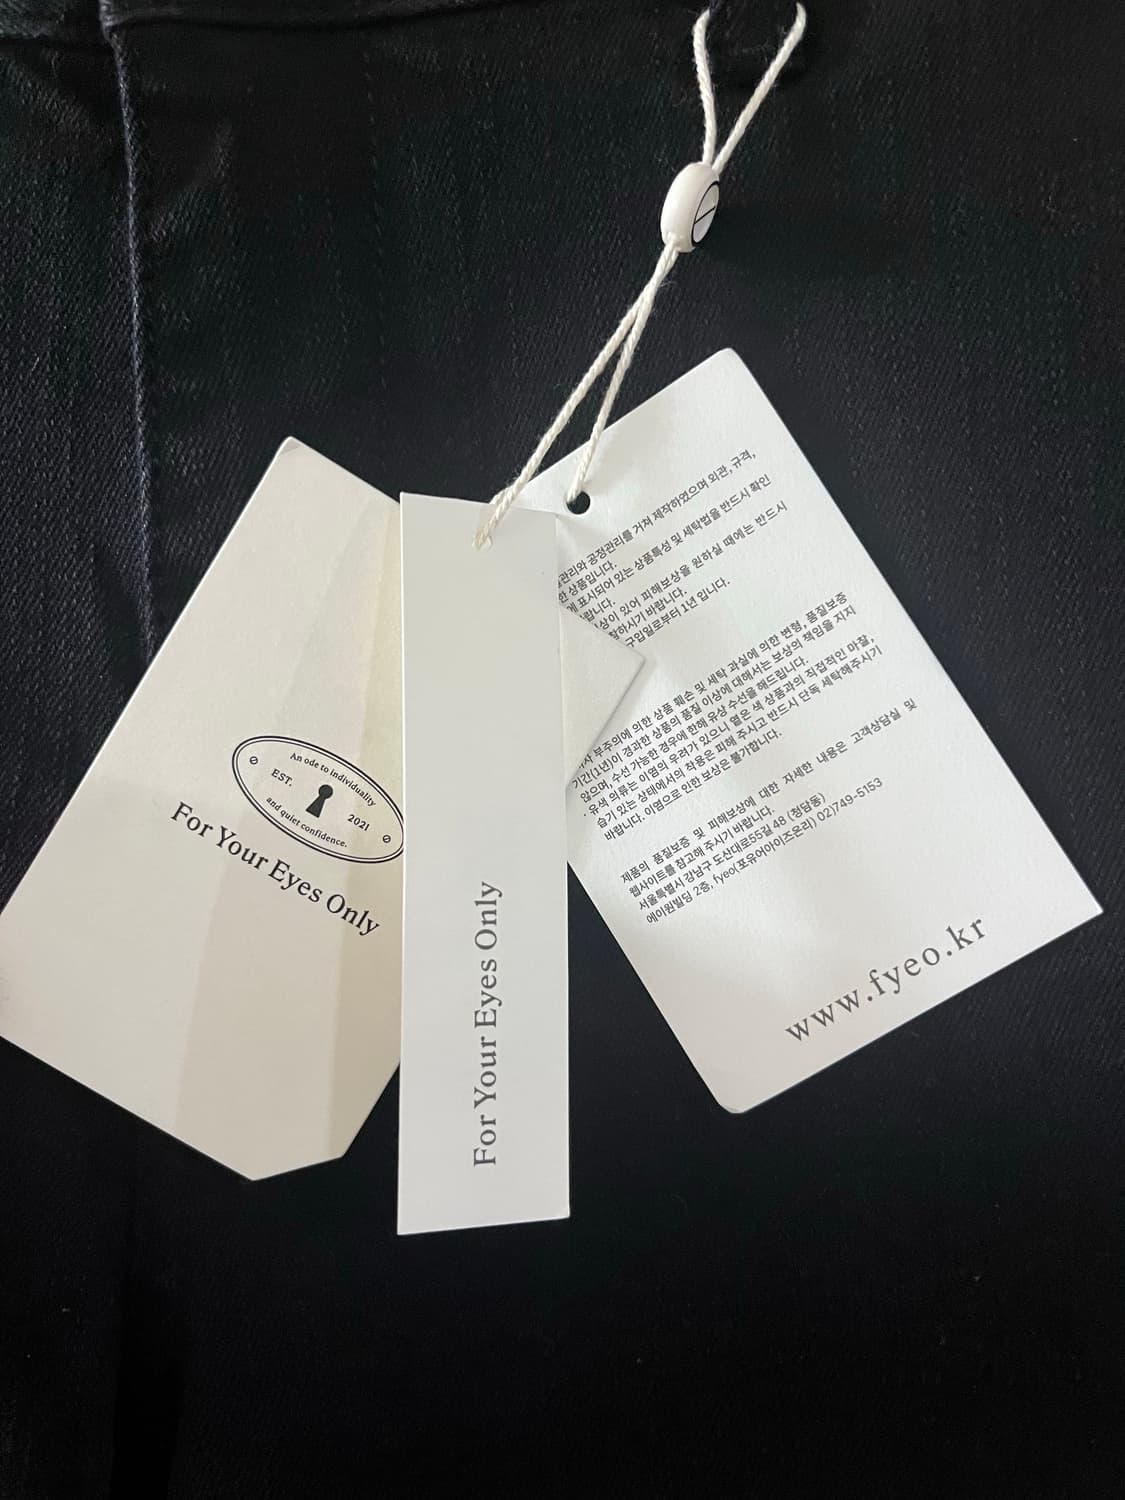 An ode to individuality
EST.
2021
and quiet confidence.
For Your Eyes Only
For Your Eyes Only
공정관리를 거쳐 제작하였으며 외관, 규격,
한 상품입니다.
에 표시되어 있는 상품특성 및 세탁법을 반드시 확인
바랍니다.
이상이 있어 피해보상을 원하실 때에는 반드시
하시기 바랍니다.
구입일로부터 1년 입니다.
부주의에 의한 상품 훼손 및 세탁 과실에 의한 변형, 품질보증
기간(1년)이 경과한 상품의 품질 이상에 대해서는 보상의 책임을 지지
않으며, 수선 가능한 경우에 한해 유상 수선을 해드립니다.
· 유색 의류는 이염의 우려가 있으니 옅은 색 상품과의 직접적인 마찰,
습기 있는 상태에서의 착용은 피해 주시고 반드시 단독 세탁해주시기
바랍니다. 이염으로 인한 보상은 불가합니다.
제품의 품질보증 및 피해보상에 대한 자세한 내용은 고객상담실 및
웹사이트를 참고해 주시기 바랍니다.
서울특별시 강남구 도산대로55길 48 (청담동)
에이원빌딩 2층, fyeo(포유어아이즈온리) 02)749-5153
www.fyeo.kr